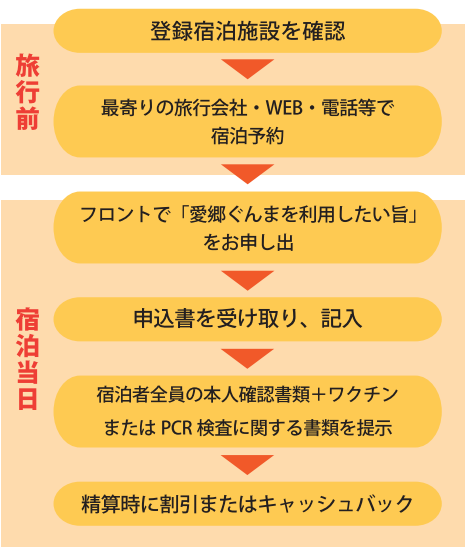 旅行前
登録宿泊施設を確認
最寄りの旅行会社・WEB・電話等で
宿泊予約
宿泊当日
フロントで「愛郷ぐんまを利用したい旨」
をお申し出
申込書を受け取り、記入
宿泊者全員の本人確認書類+ワクチン
またはPCR検査に関する書類を提示
精算時に割引またはキャッシュバック